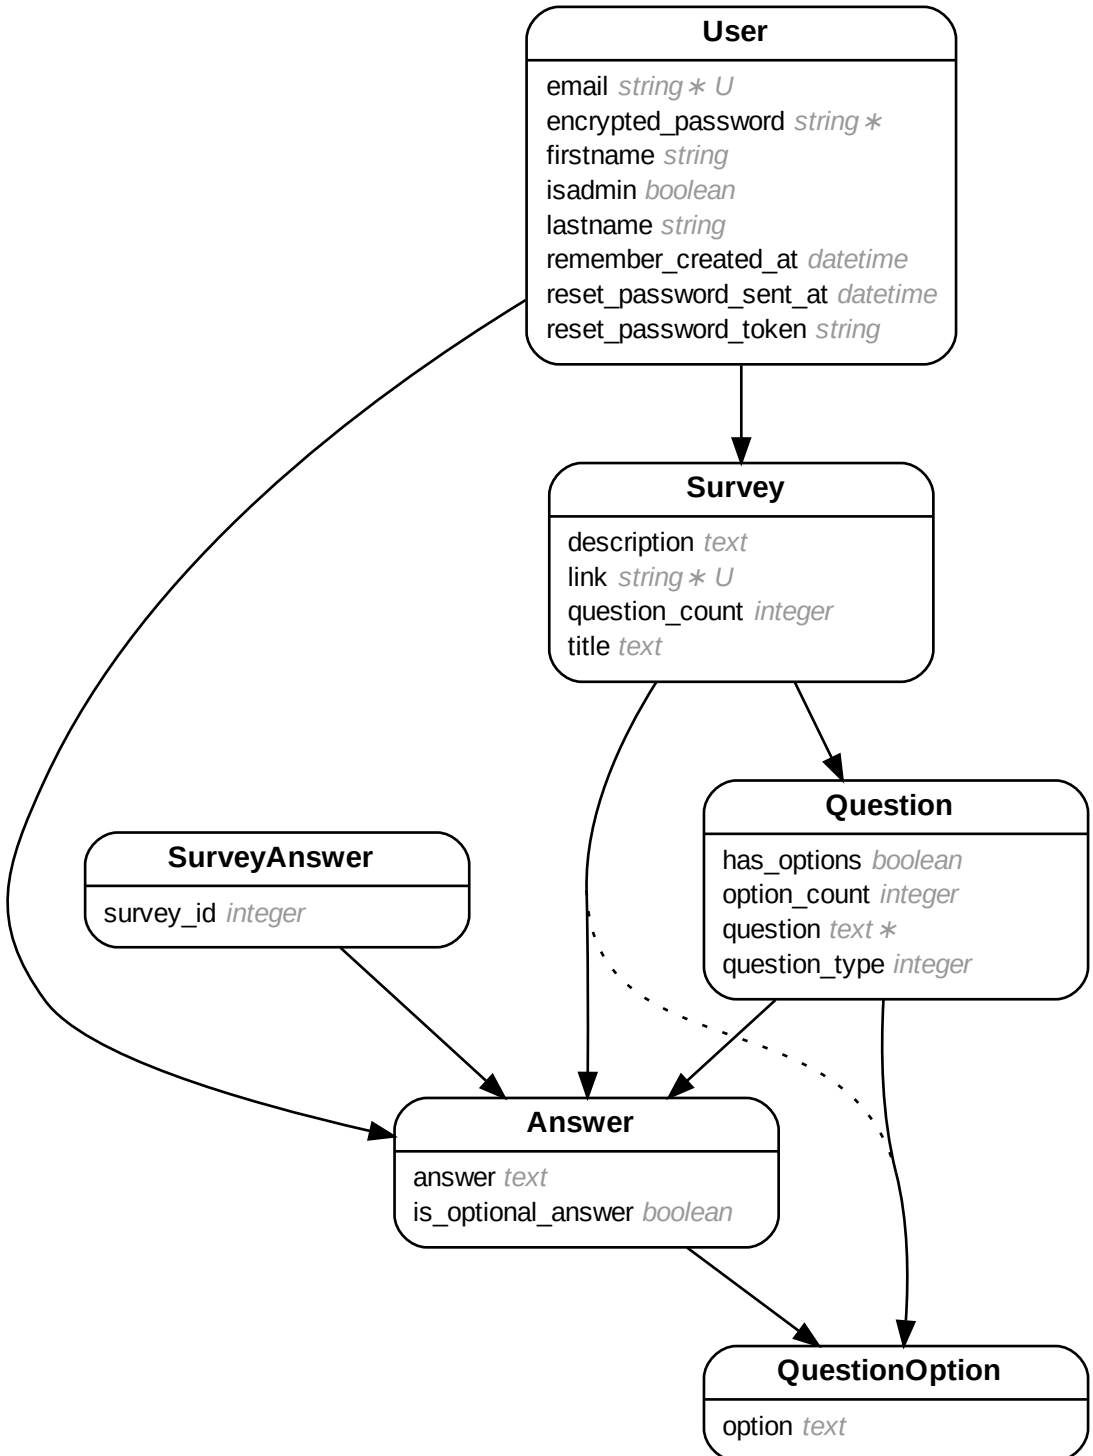 User
email string∗ U
encrypted_password string∗
firstname string
isadmin boolean
lastname string
remember_created_at datetime
reset_password_sent_at datetime
reset_password_token string
Survey
description text
link string∗ U
question_count integer
title text
Question
has_options boolean
option_count integer
question text∗
question_type integer
SurveyAnswer
survey_id integer
Answer
answer text
is_optional_answer boolean
QuestionOption
option text